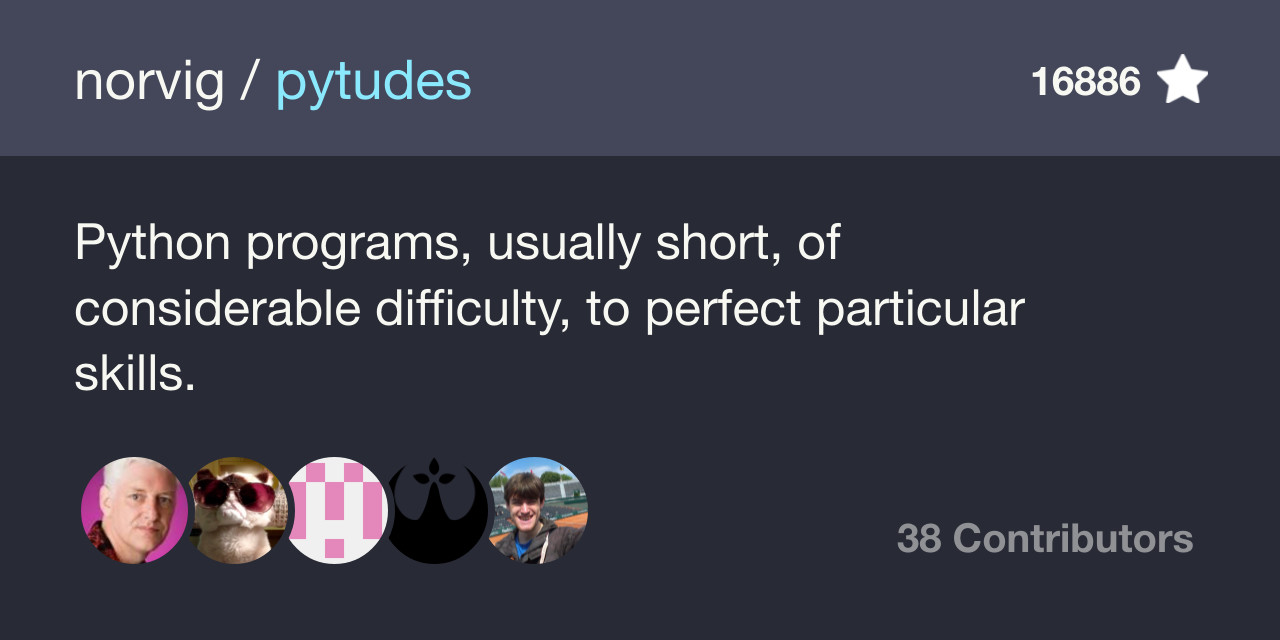 norvig / pytudes
16886
Python programs, usually short, of
considerable difficulty, to perfect particular
skills.
38 Contributors